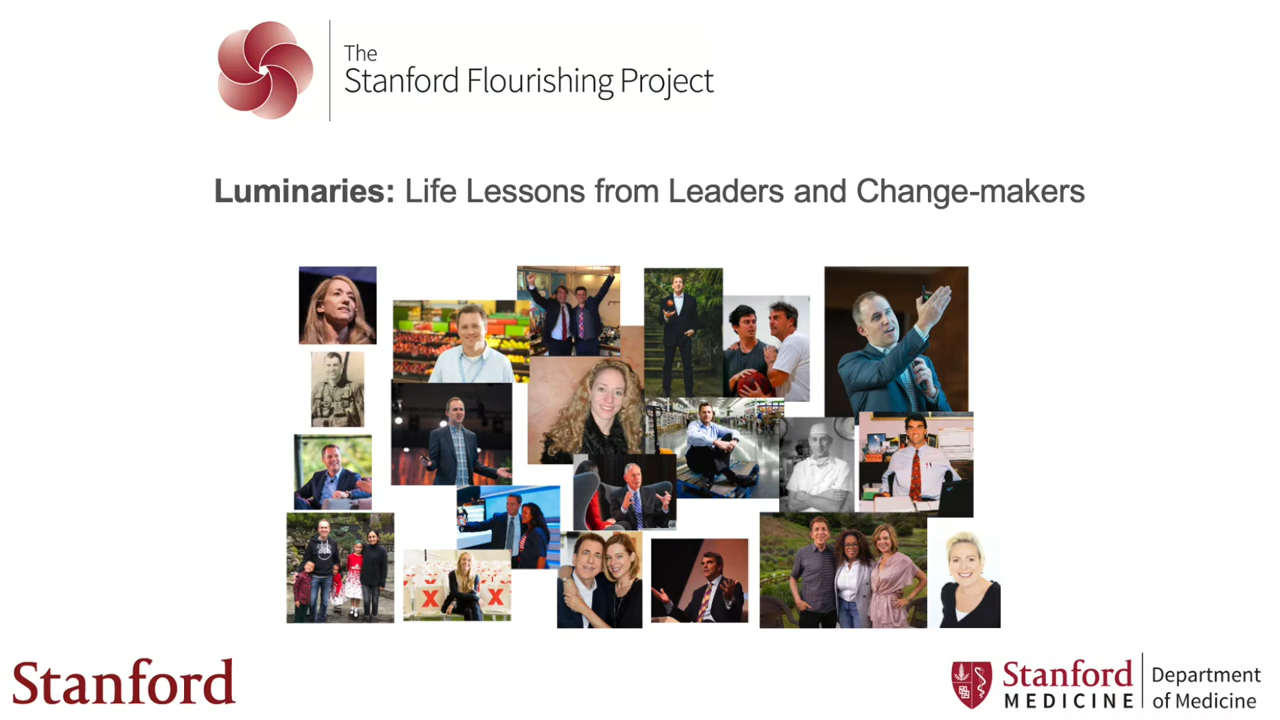 The
Stanford Flourishing Project
Luminaries: Life Lessons from Leaders and Change-makers
X
X
Stanford
Stanford
MEDICINE
Department
of Medicine